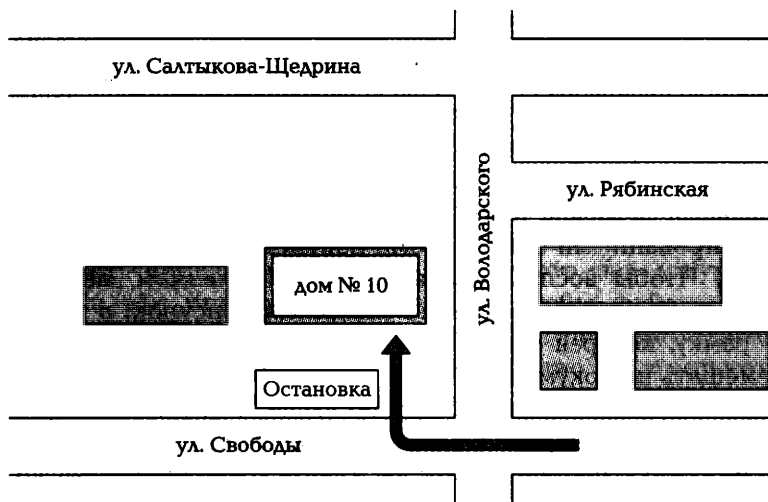 ул. Салтыкова-Щедрина
ул. Володарского
ул. Рябинская
дом № 10
Остановка
ул. Свободы